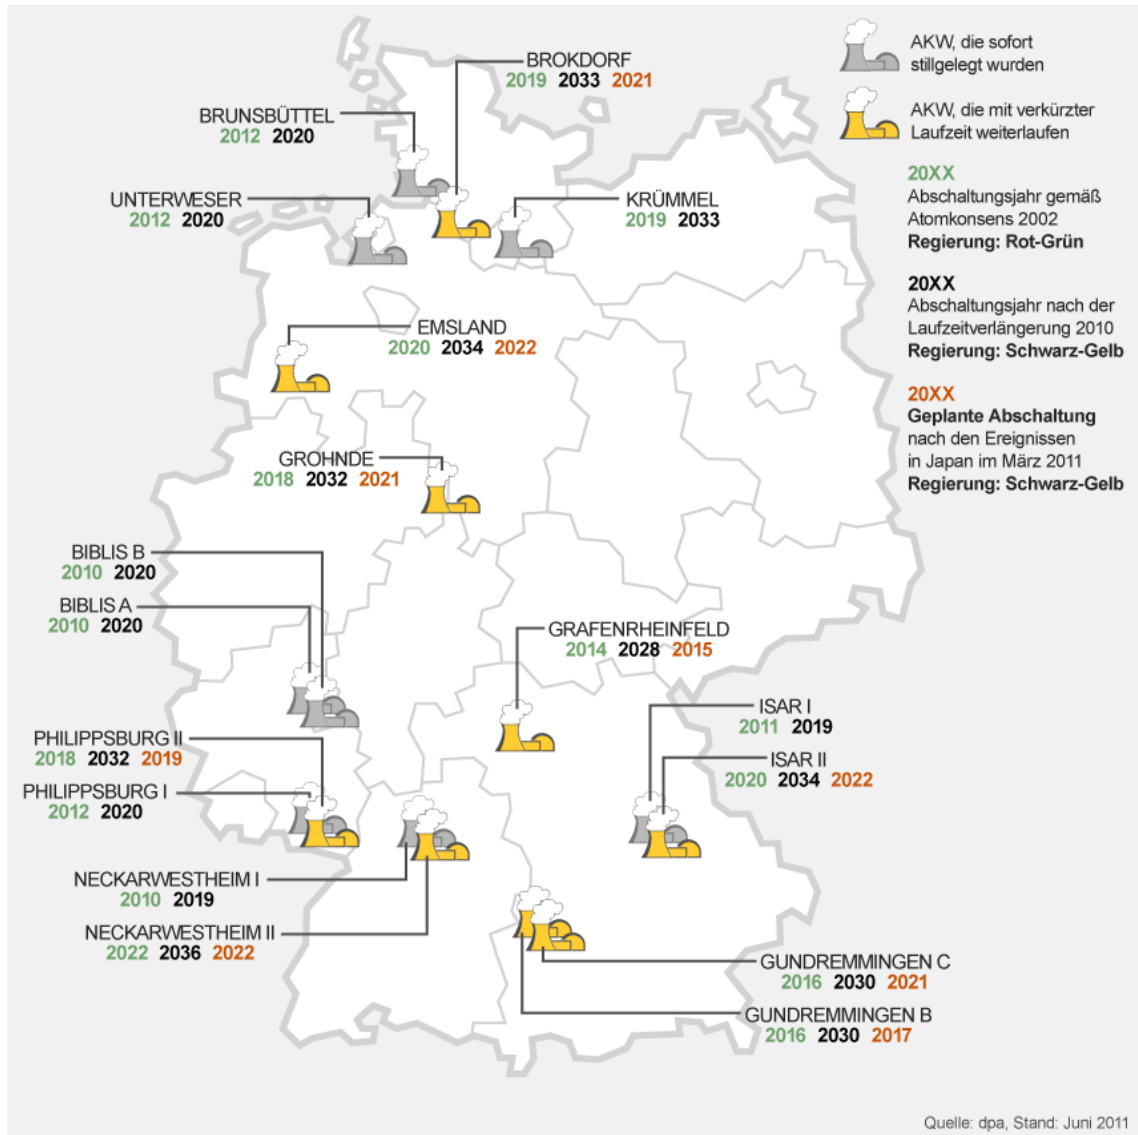 BROKDORF
2019 2033 2021
BRUNSBÜTTEL
2012 2020
UNTERWESER
2012 2020
KRÜMMEL
2019 2033
EMSLAND
2020 2034 2022
GROHNDE
2018 2032 2021
BIBLIS B
2010 2020
BIBLIS A
2010 2020
GRAFENRHEINFELD
2014 2028 2015
ISAR I
2011 2019
PHILIPPSBURG II
2018 2032 2019
ISAR II
2020 2034 2022
PHILIPPSBURG I
2012 2020
NECKARWESTHEIM I
2010 2019
NECKARWESTHEIM II
2022 2036 2022
GUNDREMMINGEN C
2016 2030 2021
GUNDREMMINGEN B
2016 2030 2017
AKW, die sofort
stillgelegt wurden
AKW, die mit verkürzter
Laufzeit weiterlaufen
20XX
Abschaltungsjahr gemäß
Atomkonsens 2002
Regierung: Rot-Grün
20XX
Abschaltungsjahr nach der
Laufzeitverlängerung 2010
Regierung: Schwarz-Gelb
20XX
Geplante Abschaltung
nach den Ereignissen
in Japan im März 2011
Regierung: Schwarz-Gelb
Quelle: dpa, Stand: Juni 2011